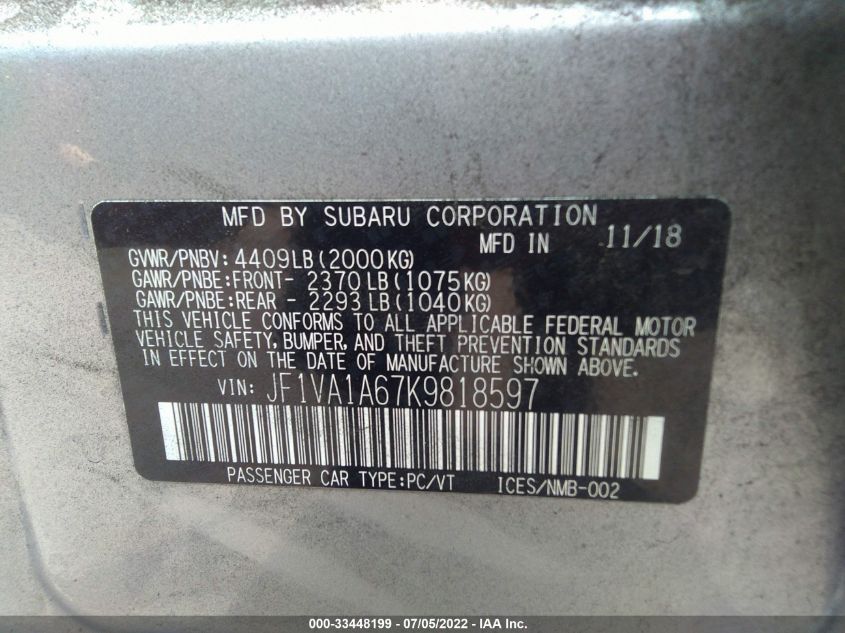 MFD BY SUBARU CORPORATION
MFD IN 11/18
GVWR/PNBV: 4409LB(2000KG)
GAWR/PNBE:FRONT- 2370LB(1075KG)
GAWR/PNBE:REAR - 2293LB(1040KG)
THIS VEHICLE CONFORMS TO ALL APPLICABLE FEDERAL MOTOR
VEHICLE SAFETY, BUMPER, AND THEFT PREVENTION STANDARDS
IN EFFECT ON THE DATE OF MANUFACTURE SHOWN ABOVE.
VIN: JF1VA1A67K9818597
PASSENGER CAR TYPE:PC/VT ICES/NMB-002
000-33448199 - 07/05/2022 - IAA Inc.